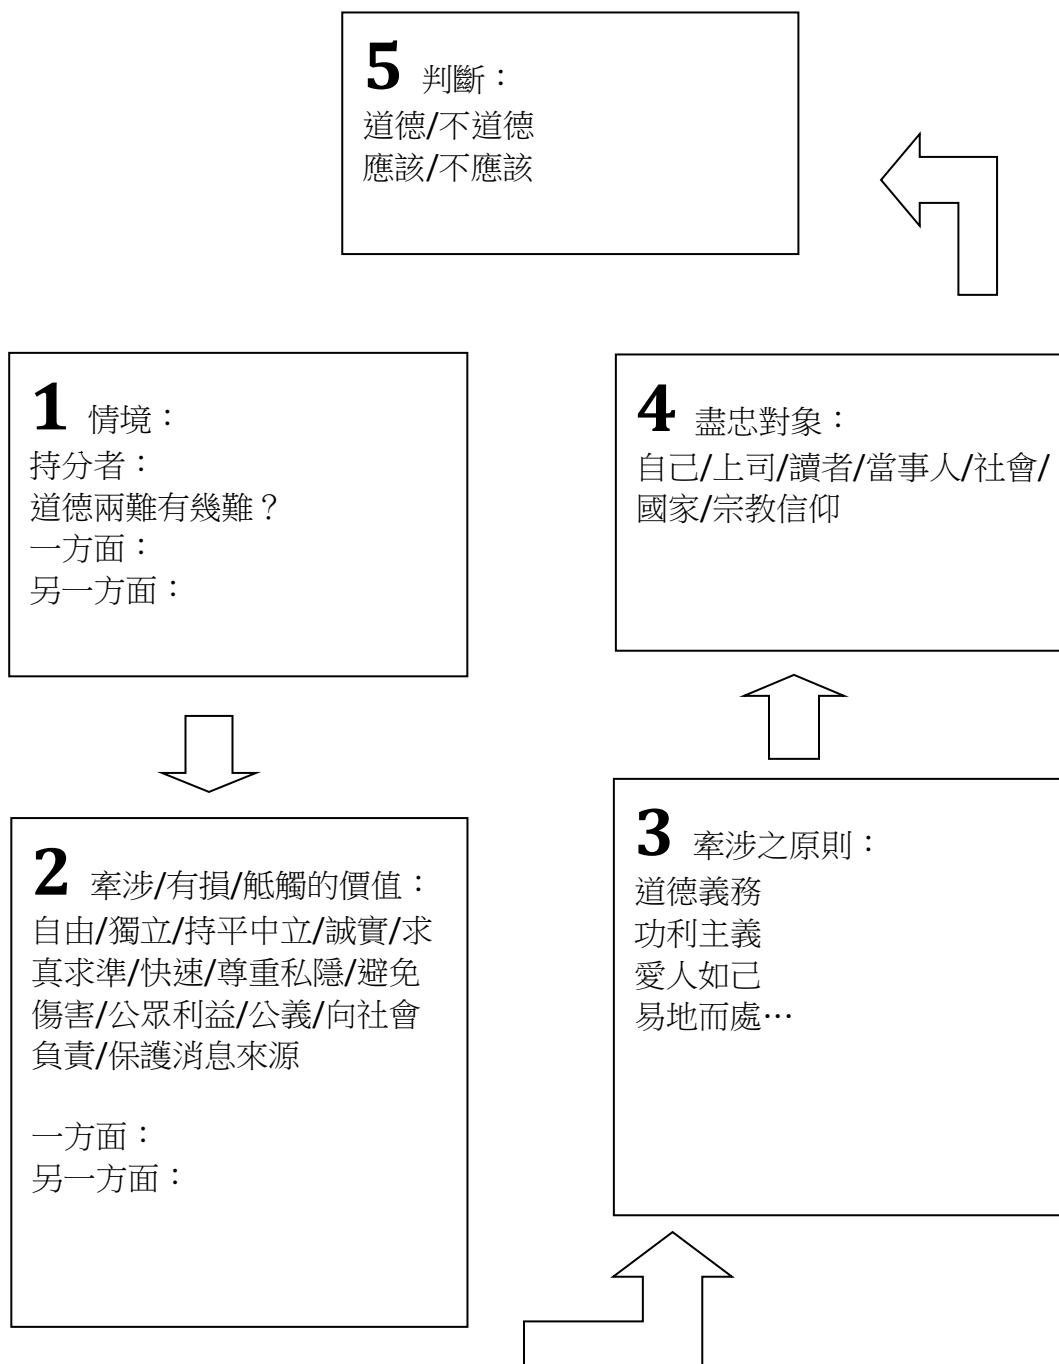 5 判斷：
道德/不道德
應該/不應該
1 情境：
持分者：
道德兩難有幾難？
一方面：
另一方面：
2 牽涉/有損/觝觸的價值：
自由/獨立/持平中立/誠實/求
真求準/快速/尊重私隱/避免
傷害/公眾利益/公義/向社會
負責/保護消息來源
一方面：
另一方面：
3 牽涉之原則：
道德義務
功利主義
愛人如己
易地而處…
4 盡忠對象：
自己/上司/讀者/當事人/社會/
國家/宗教信仰